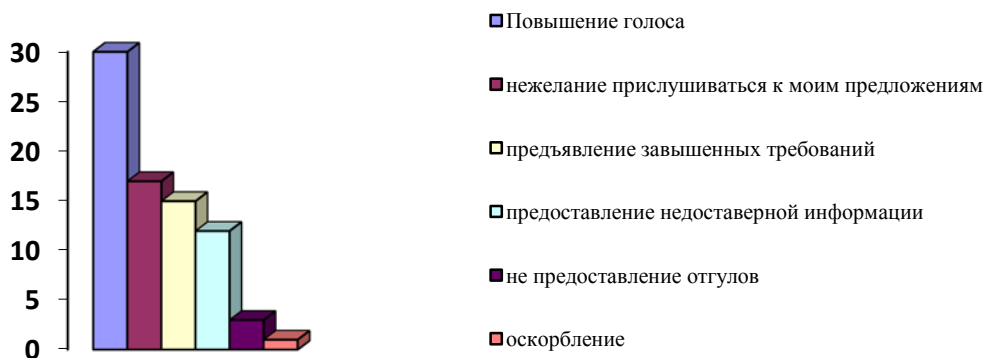 30
25
20
15
10
5
0
Повышение голоса
нежелание прислушиваться к моим предложениям
предъявление завышенных требований
предоставление недоставерной информации
не предоставление отгулов
оскорбление